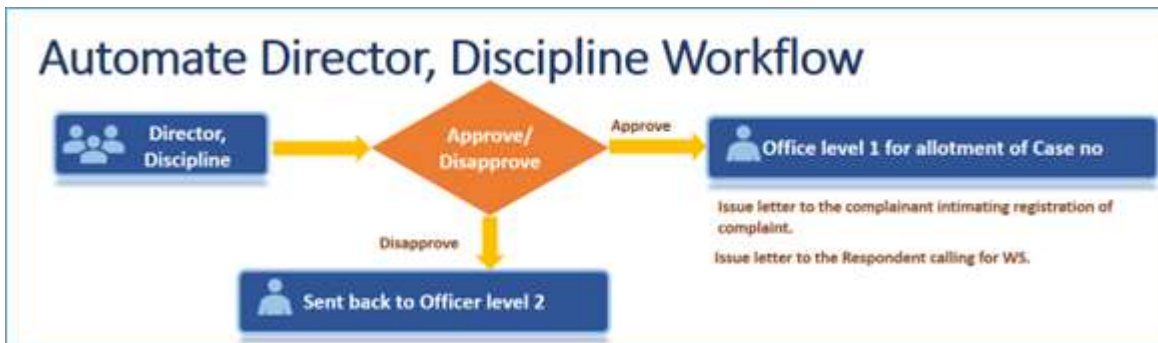 Automate Director, Discipline Workflow
Director,
Discipline
Approve/
Disapprove
Approve
Office level 1 for allotment of Case no
Issue letter to the complainant intimating registration of
complaint.
Issue letter to the Respondent calling for WS.
Disapprove
Sent back to Officer level 2